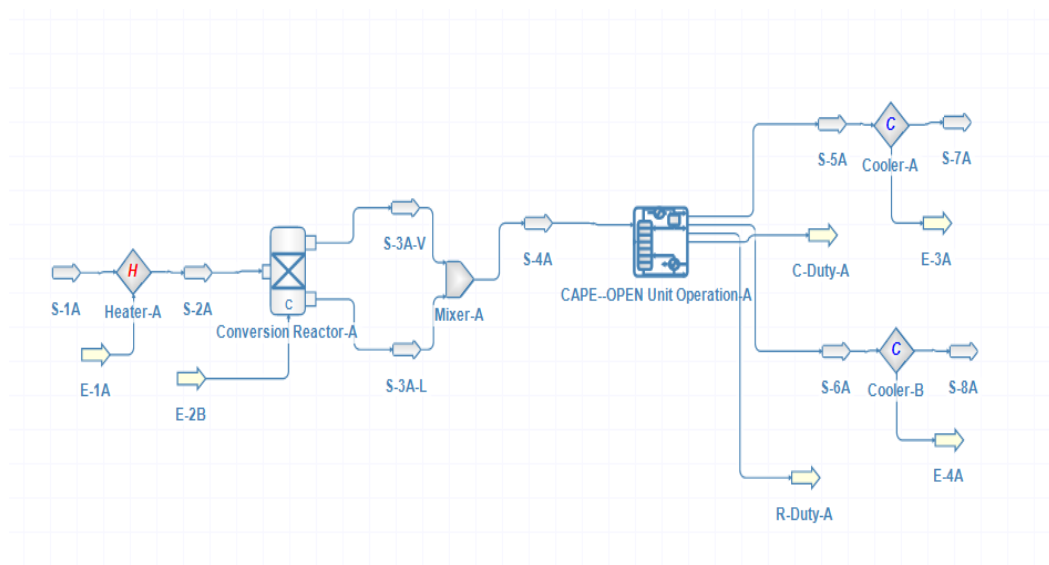 C
S-5A
Cooler-A
S-7A
S-3A-V
S-4A
E-3A
C-Duty-A
H
S-1A
Heater-A
S-2A
C
Conversion Reactor-A
Mixer-A
CAPE--OPEN Unit Operation-A
E-1A
E-2B
S-3A-L
C
S-6A
Cooler-B
S-8A
E-4A
R-Duty-A